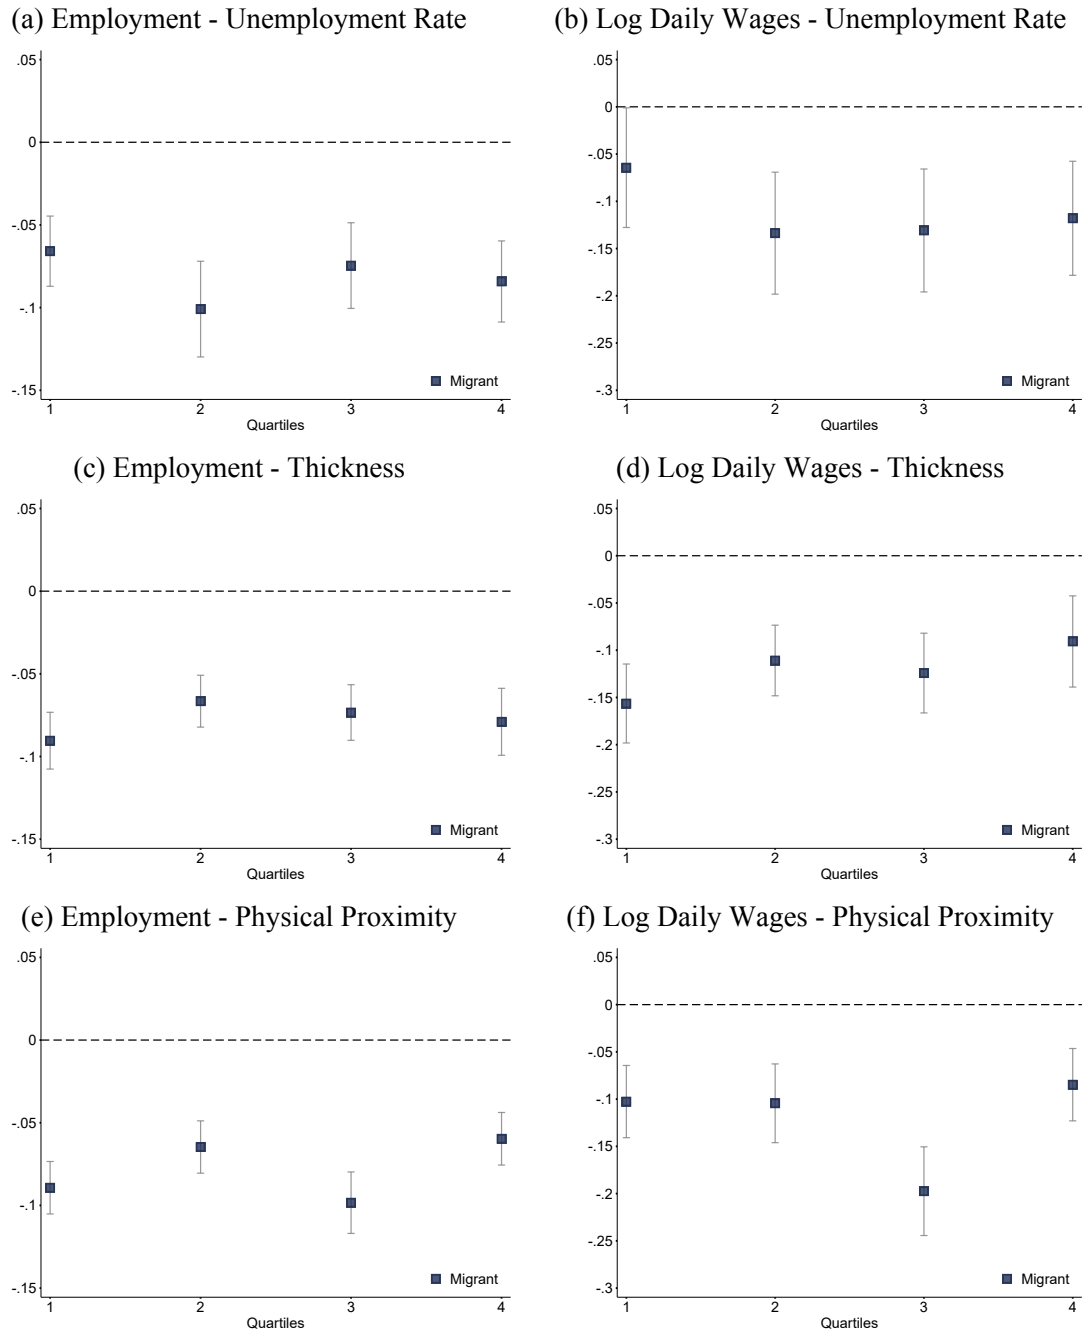 (a) Employment - Unemployment Rate
.05
0
-.05
-.1
-.15
1 2 3 4
Quartiles
Migrant
(b) Log Daily Wages - Unemployment Rate
.05
0
-.05
-.1
-.15
-.2
-.25
-.3
1 2 3 4
Quartiles
Migrant
(c) Employment - Thickness
.05
0
-.05
-.1
-.15
1 2 3 4
Quartiles
Migrant
(d) Log Daily Wages - Thickness
.05
0
-.05
-.1
-.15
-.2
-.25
-.3
1 2 3 4
Quartiles
Migrant
(e) Employment - Physical Proximity
.05
0
-.05
-.1
-.15
1 2 3 4
Quartiles
Migrant
(f) Log Daily Wages - Physical Proximity
.05
0
-.05
-.1
-.15
-.2
-.25
-.3
1 2 3 4
Quartiles
Migrant